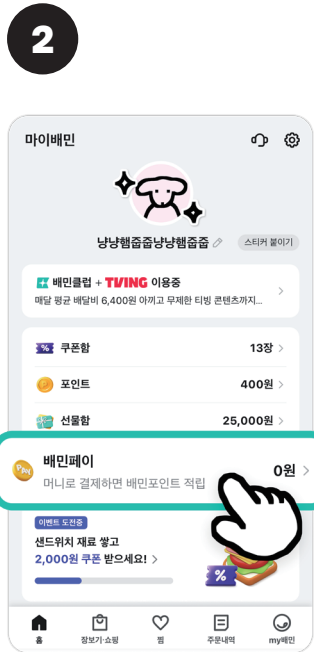 2
마이배민
냥냥햄줍줍냥냥햄줍줍
스티커 붙이기
배민클럽 + TVING 이용중
매달 평균 배달비 6,400원 아끼고 무제한 티빙 콘텐츠까지...
% 쿠폰함 13장 >
포인트 400원 >
선물함 25,000원 >
배민페이 0원 >
머니로 결제하면 배민포인트 적립
이벤트 도전중
샌드위치 재료 쌓고
2,000원 쿠폰 받으세요! >
%
홈 장보기·쇼핑 찜 주문내역 my배민